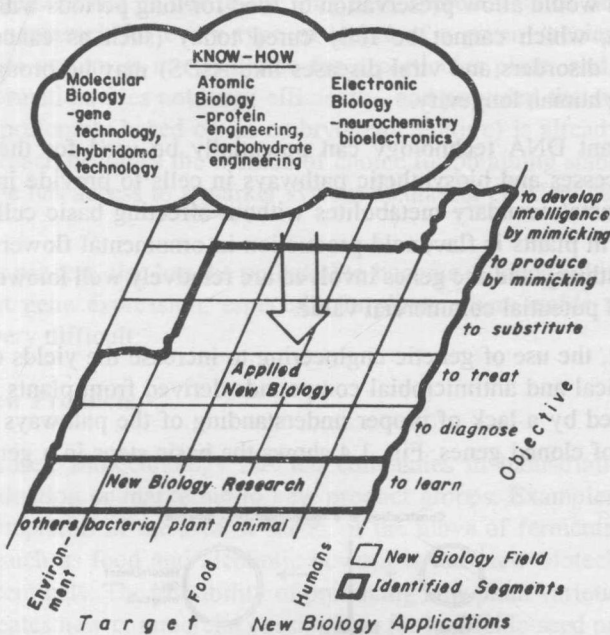 KNOW-HOW
Molecular
Biology
-gene
technology,
-hybridoma
technology,
Atomic
Biology
-protein
engineering,
-carbohydrate
engineering
Electronic
Biology
-neurochemistry
bioelectronics
to develop
intelligence
by mimicking
to produce
by mimicking
to substitute
to treat
to diagnose
to learn
Objective
Applied
New Biology
New Biology Research
others bacteria plant animal
Environ-
ment
Food
Humans
New Biology Field
Identified Segments
Target New Biology Applications